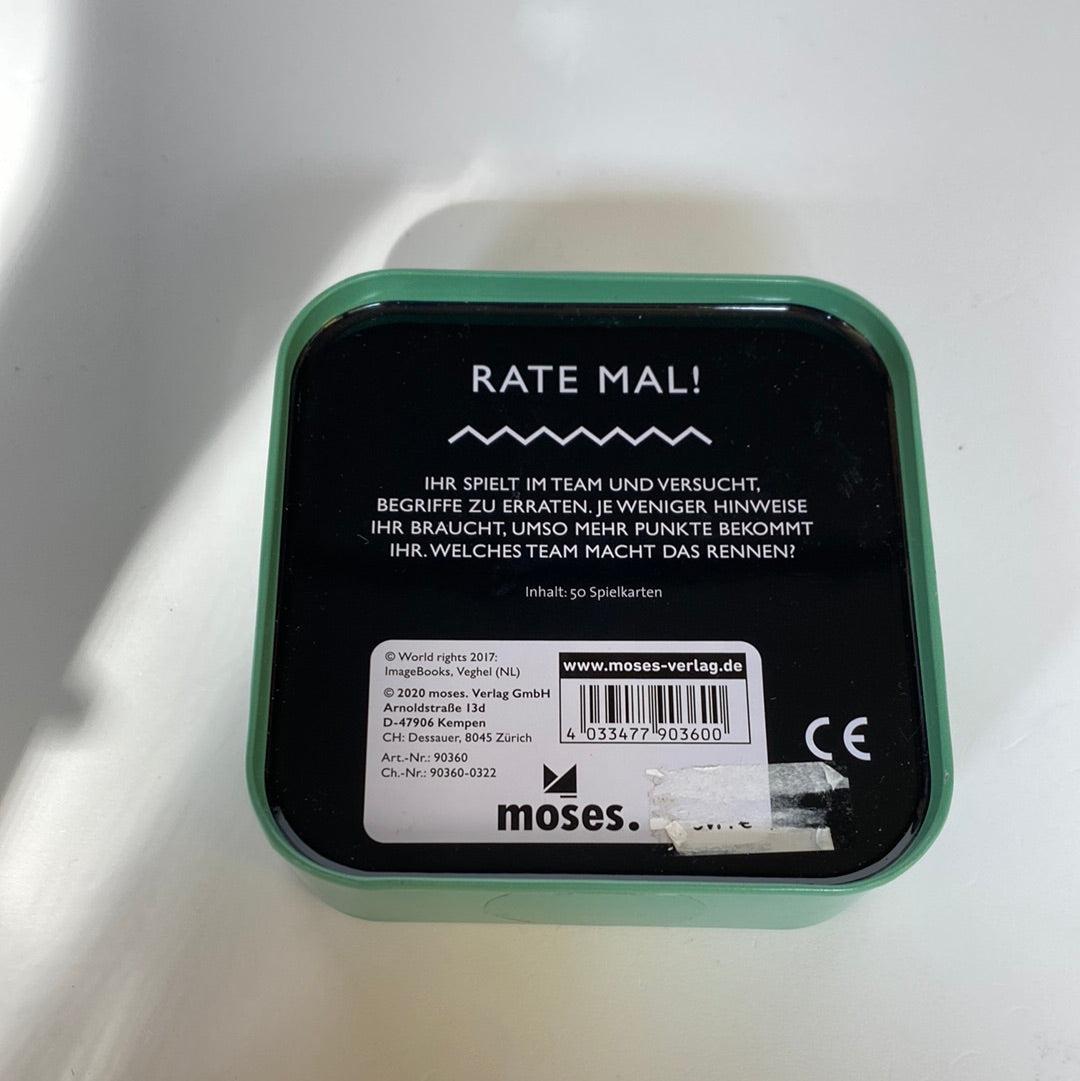 RATE MAL!
IHR SPIELT IM TEAM UND VERSUCHT,
BEGRIFFE ZU ERRATEN. JE WENIGER HINWEISE
IHR BRAUCHT, UMSO MEHR PUNKTE BEKOMMT
IHR. WELCHES TEAM MACHT DAS RENNEN?
Inhalt: 50 Spielkarten
© World rights 2017:
ImageBooks, Veghel (NL)
© 2020 moses. Verlag GmbH
Arnoldstraße 13d
D-47906 Kempen
CH: Dessauer, 8045 Zürich
Art.-Nr.: 90360
Ch.-Nr.: 90360-0322
www.moses-verlag.de
4 033477 903600
CE
moses.